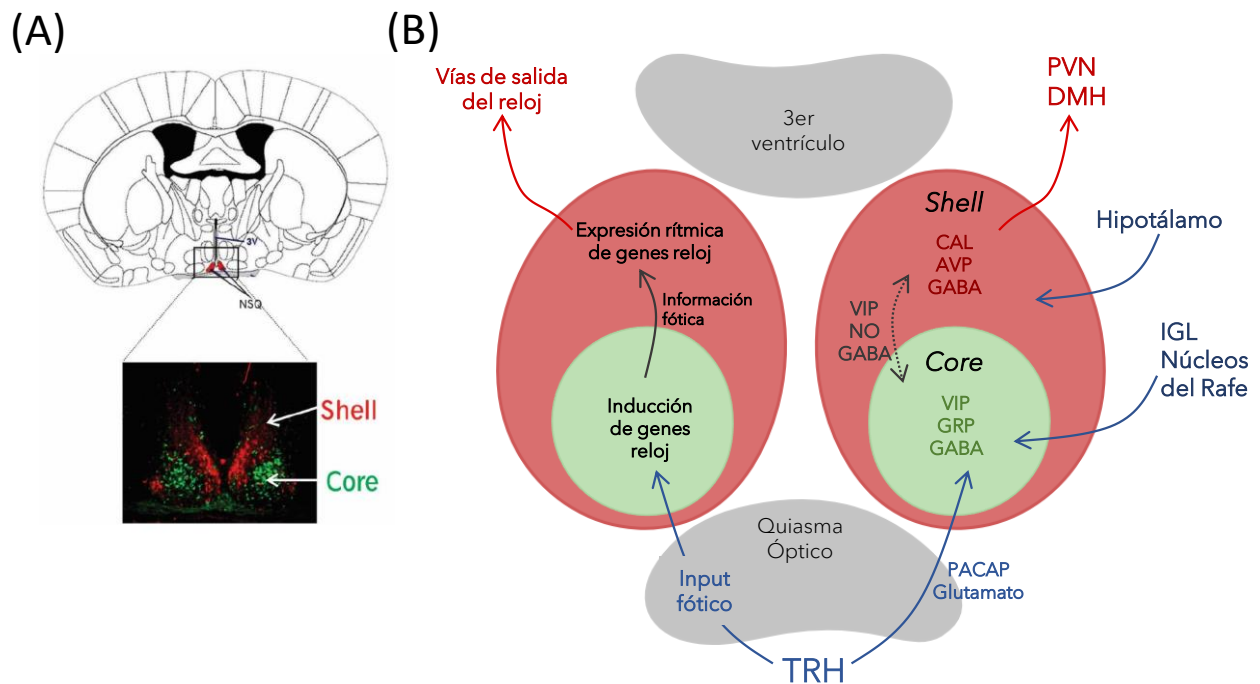 (A)
3V
NSQ
Shell
Core
(B)
Vías de salida
del reloj
3er
ventrículo
PVN
DMH
Expresión rítmica
de genes reloj
Información
fótica
Inducción
de genes
reloj
Shell
CAL
AVP
GABA
Hipotálamo
VIP
NO
GABA
Core
VIP
GRP
GABA
IGL
Núcleos
del Rafe
Quiasma
Óptico
Input
fótico
PACAP
Glutamato
TRH